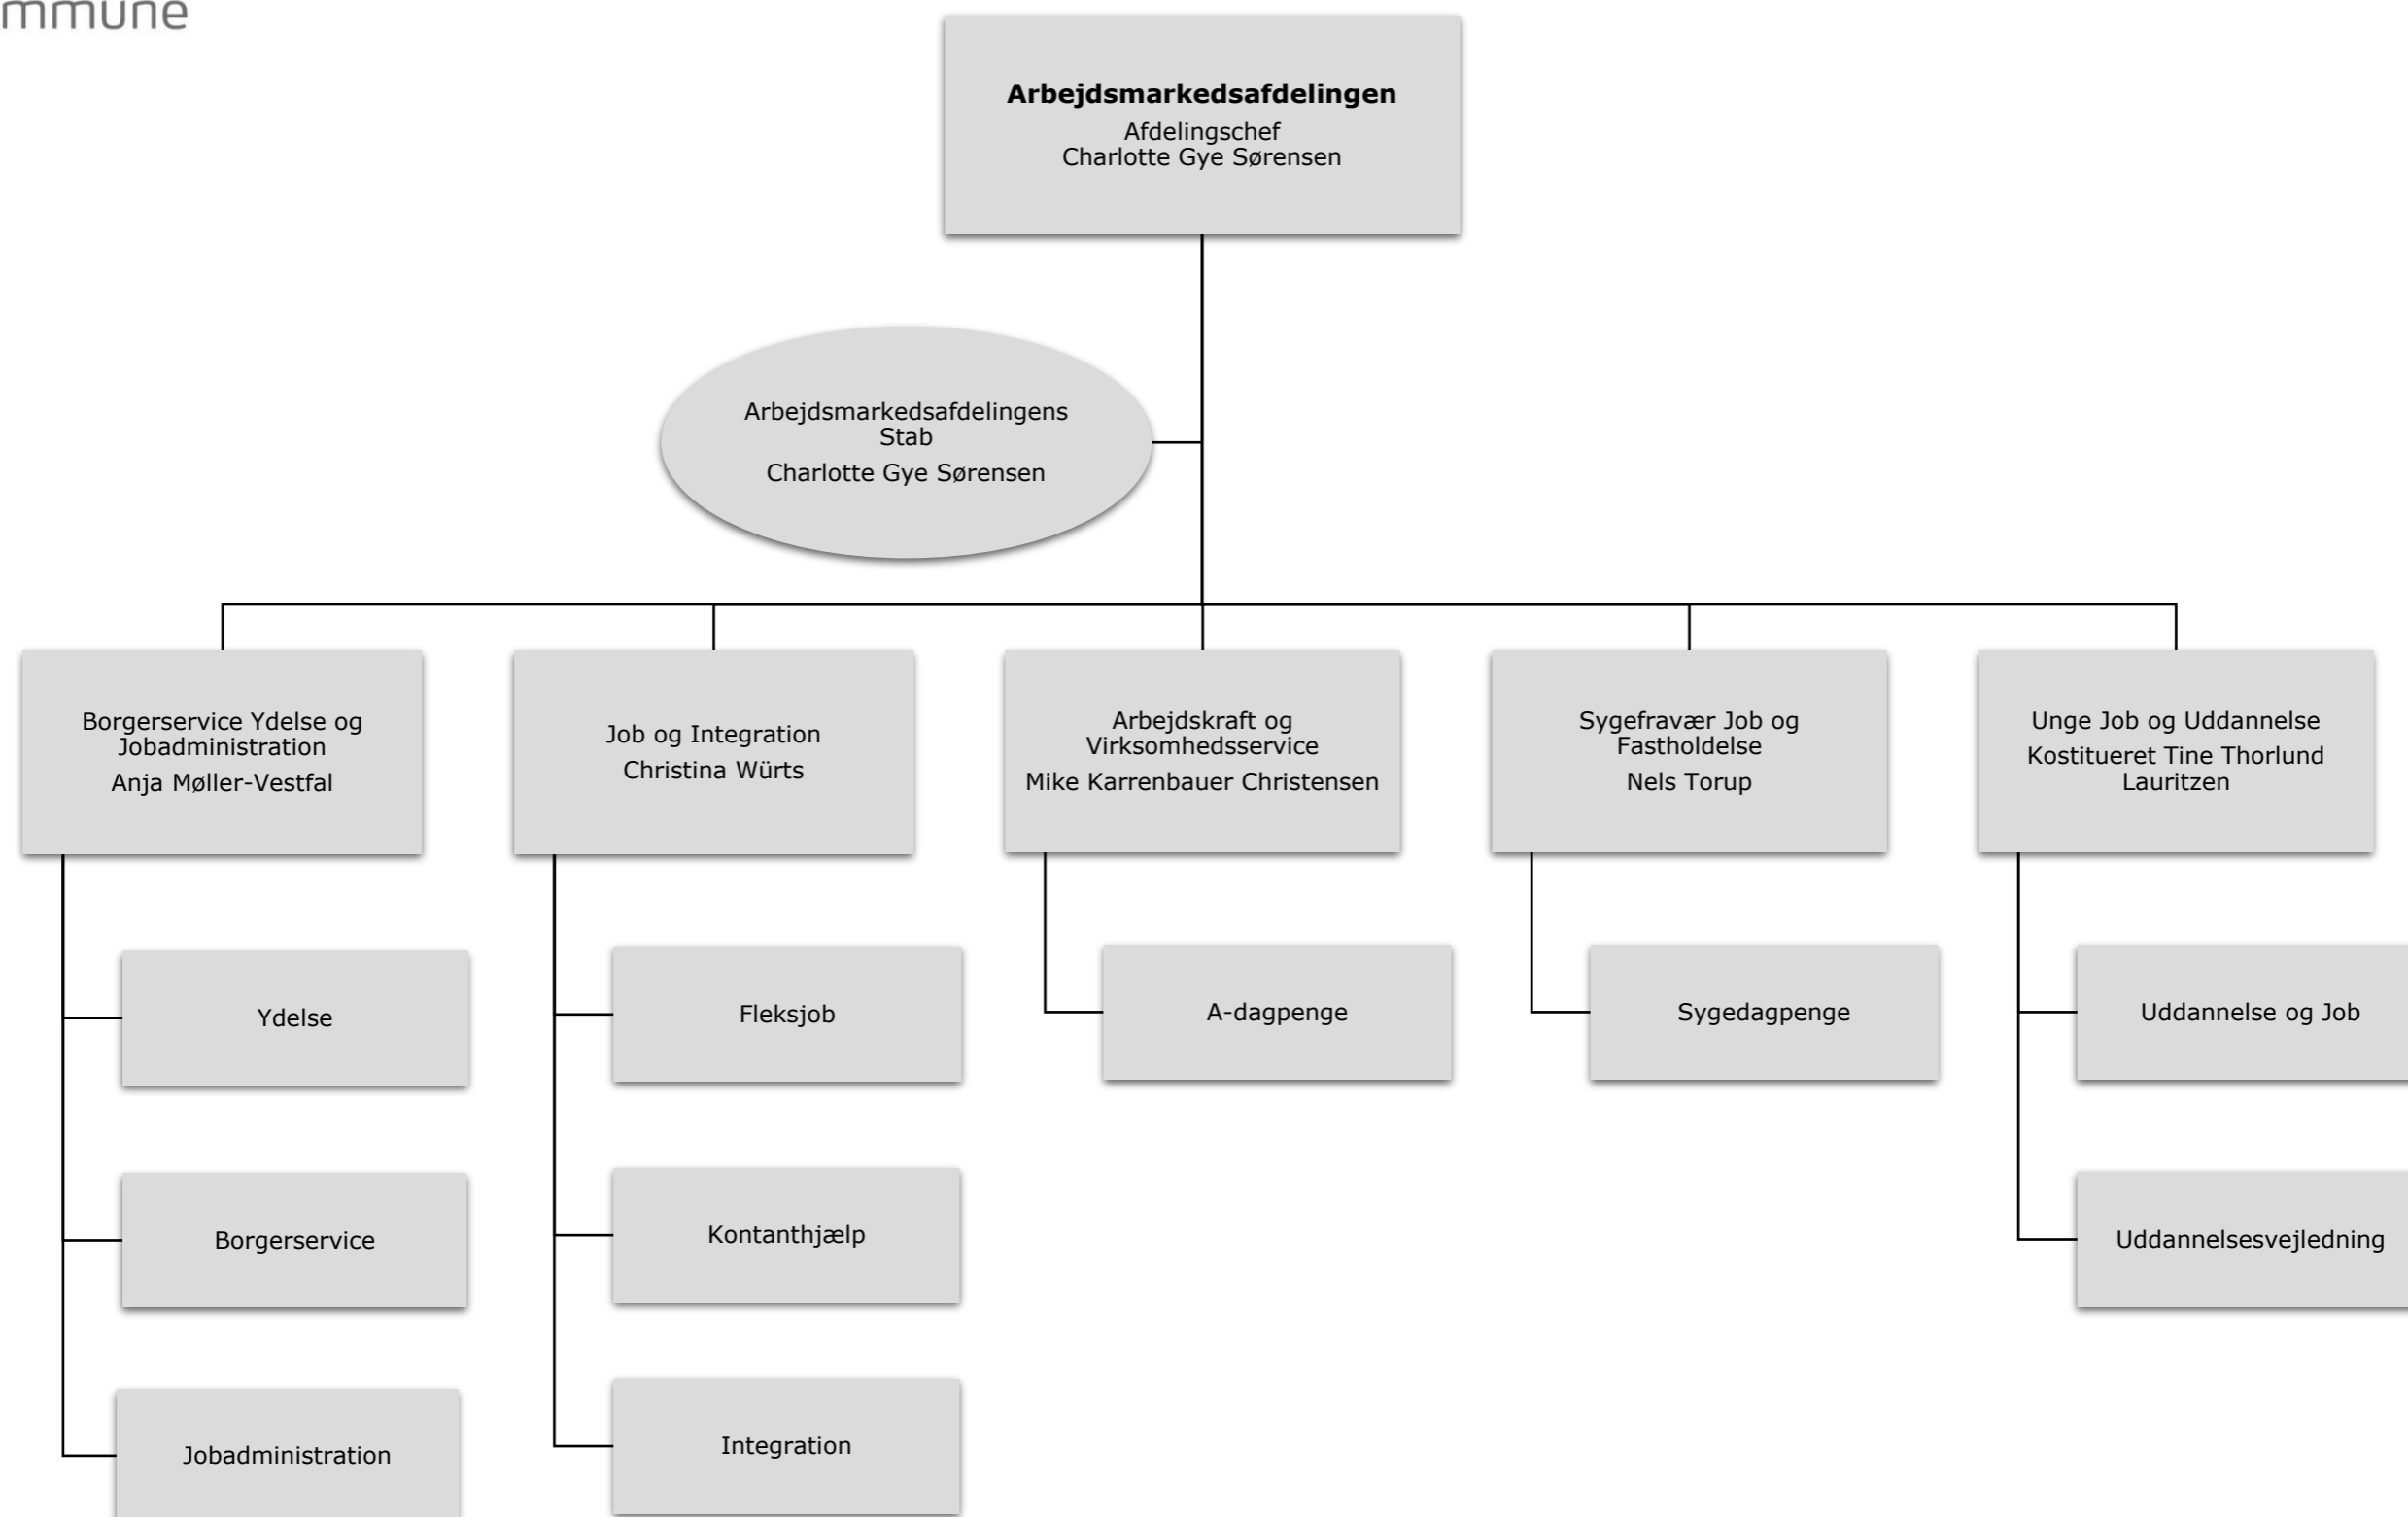 mmune
Arbejdsmarkedsafdelingen
Afdelingschef
Charlotte Gye Sørensen
Arbejdsmarkedsafdelingens
Stab
Charlotte Gye Sørensen
Borgerservice Ydelse og
Jobadministration
Anja Møller-Vestfal
Job og Integration
Christina Würts
Arbejdskraft og
Virksomhedsservice
Mike Karrenbauer Christensen
Sygefravær Job og
Fastholdelse
Nels Torup
Unge Job og Uddannelse
Kostitueret Tine Thorlund
Lauritzen
Ydelse
Borgerservice
Jobadministration
Fleksjob
Kontanthjælp
Integration
A-dagpenge
Sygedagpenge
Uddannelse og Job
Uddannelsesvejledning